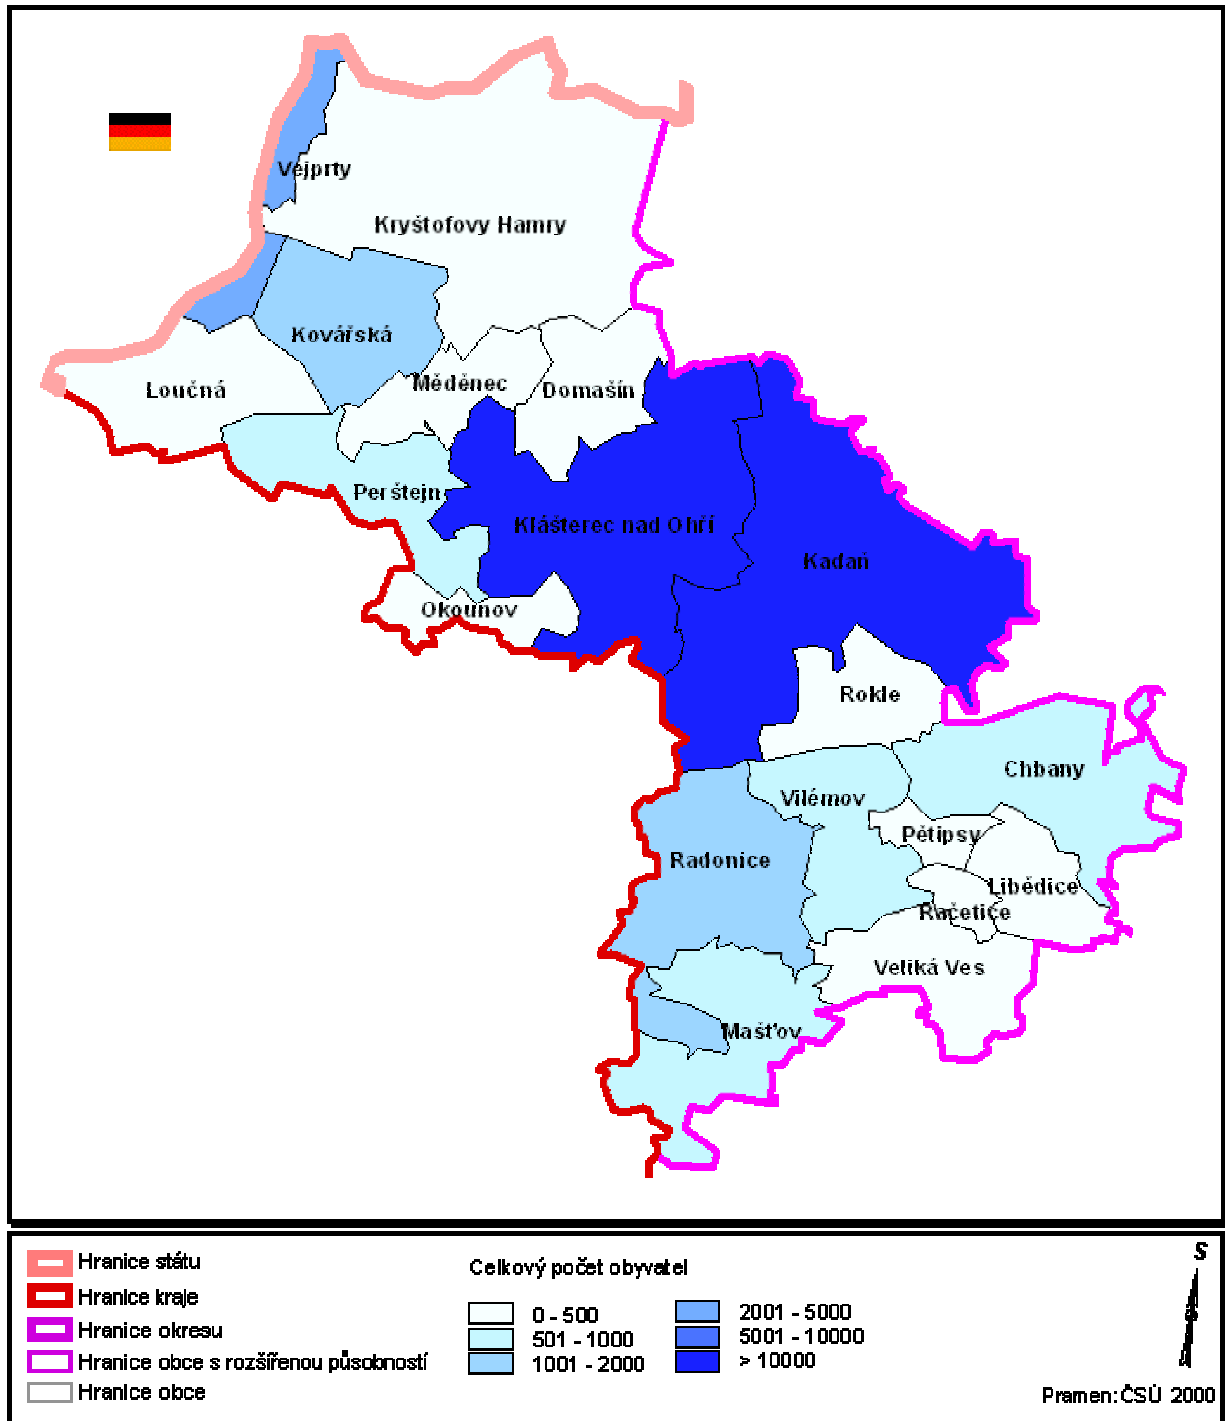 Vejprty
Kryštofovy Hamry
Kovářská
Měděnec
Loučná
Domašín
Perštejn
Klášterec nad Ohří
Kadaň
Okounov
Rokle
Chbany
Vilémov
Pětipsy
Radonice
Libědice
Račetice
Veliká Ves
Mašťov
Hranice státu
Hranice kraje
Hranice okresu
Hranice obce s rozšířenou působností
Hranice obce
Celkový počet obyvatel
0 - 500
501 - 1000
1001 - 2000
2001 - 5000
5001 - 10000
> 10000
S
Pramen: ČSÚ 2000